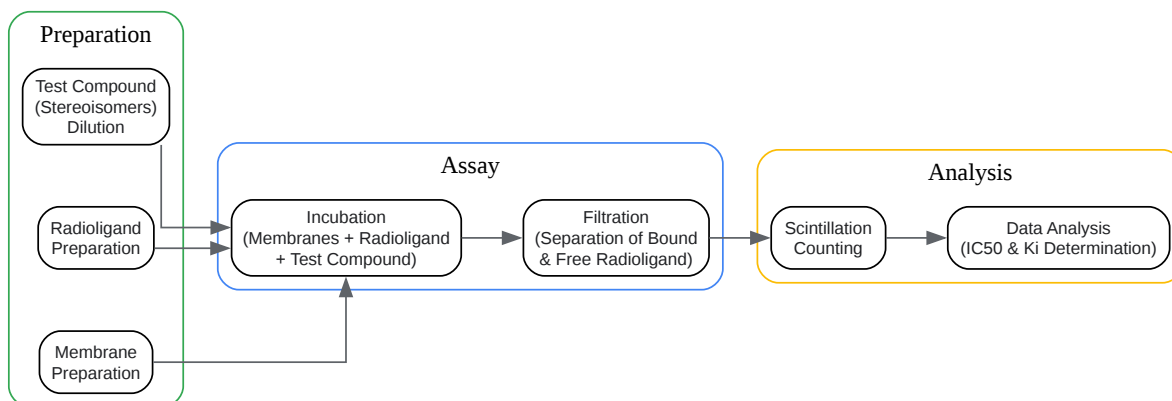 Preparation
Test Compound
(Stereoisomers)
Dilution
Radioligand
Preparation
Membrane
Preparation
Assay
Incubation
(Membranes + Radioligand
+ Test Compound)
Filtration
(Separation of Bound
& Free Radioligand)
Analysis
Scintillation
Counting
Data Analysis
(IC50 & Ki Determination)